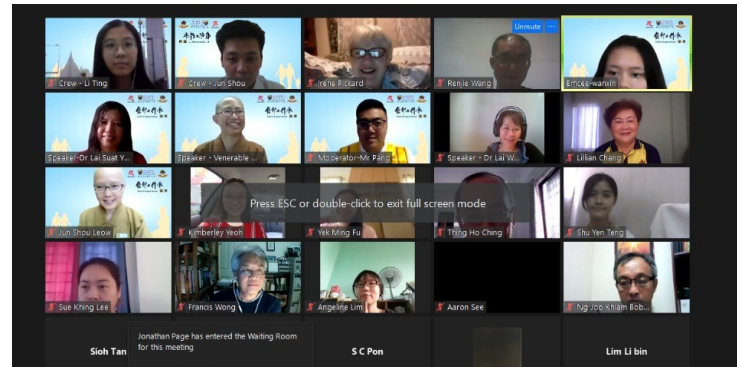 Unmute ...
Crew - Li Ting
Crew - Jun Shou
Irene Pickard
Renjie Wang
Emcee-wanxin
Speaker-Dr Lai Suat Y...
Speaker - Venerable ...
Moderator-Mr Pang
Speaker - Dr Lai W...
Lillian Chang
Press ESC or double-click to exit full screen mode
Jun Shou Leow
Kimberley Yeoh
Yek Ming Fu
Thing Ho Ching
Shu Yen Teng
Sue Khing Lee
Francis Wong
Angeline Lim
Aaron See
Ng Joo Khiam Bob...
Sioh Tan
Jonathan Page has entered the Waiting Room
for this meeting
S C Pon
Lim Li bin